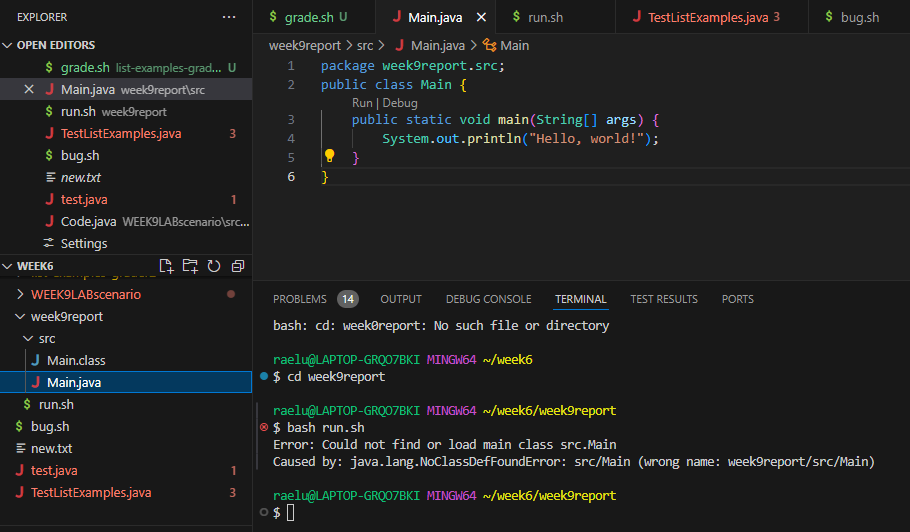 EXPLORER ...
OPEN EDITORS
grade.sh list-examples-grad... U
Main.java week9report\src
run.sh week9report
TestListExamples.java 3
bug.sh
new.txt
test.java 1
Code.java WEEK9LABscenario\src...
Settings
WEEK6
WEEK9LABscenario
week9report
src
Main.class
Main.java
run.sh
bug.sh
new.txt
test.java 1
TestListExamples.java 3
grade.sh U Main.java run.sh TestListExamples.java 3 bug.sh
week9report > src > Main.java > Main
1 package week9report.src;
2 public class Main {
Run | Debug
3 public static void main(String[] args) {
4 System.out.println("Hello, world!");
5 }
6 }
PROBLEMS 14 OUTPUT DEBUG CONSOLE TERMINAL TEST RESULTS PORTS
bash: cd: week0report: No such file or directory
raelu@LAPTOP-GRQO7BKI MINGW64 ~/week6
$ cd week9report
raelu@LAPTOP-GRQO7BKI MINGW64 ~/week6/week9report
$ bash run.sh
Error: Could not find or load main class src.Main
Caused by: java.lang.NoClassDefFoundError: src/Main (wrong name: week9report/src/Main)
raelu@LAPTOP-GRQO7BKI MINGW64 ~/week6/week9report
$